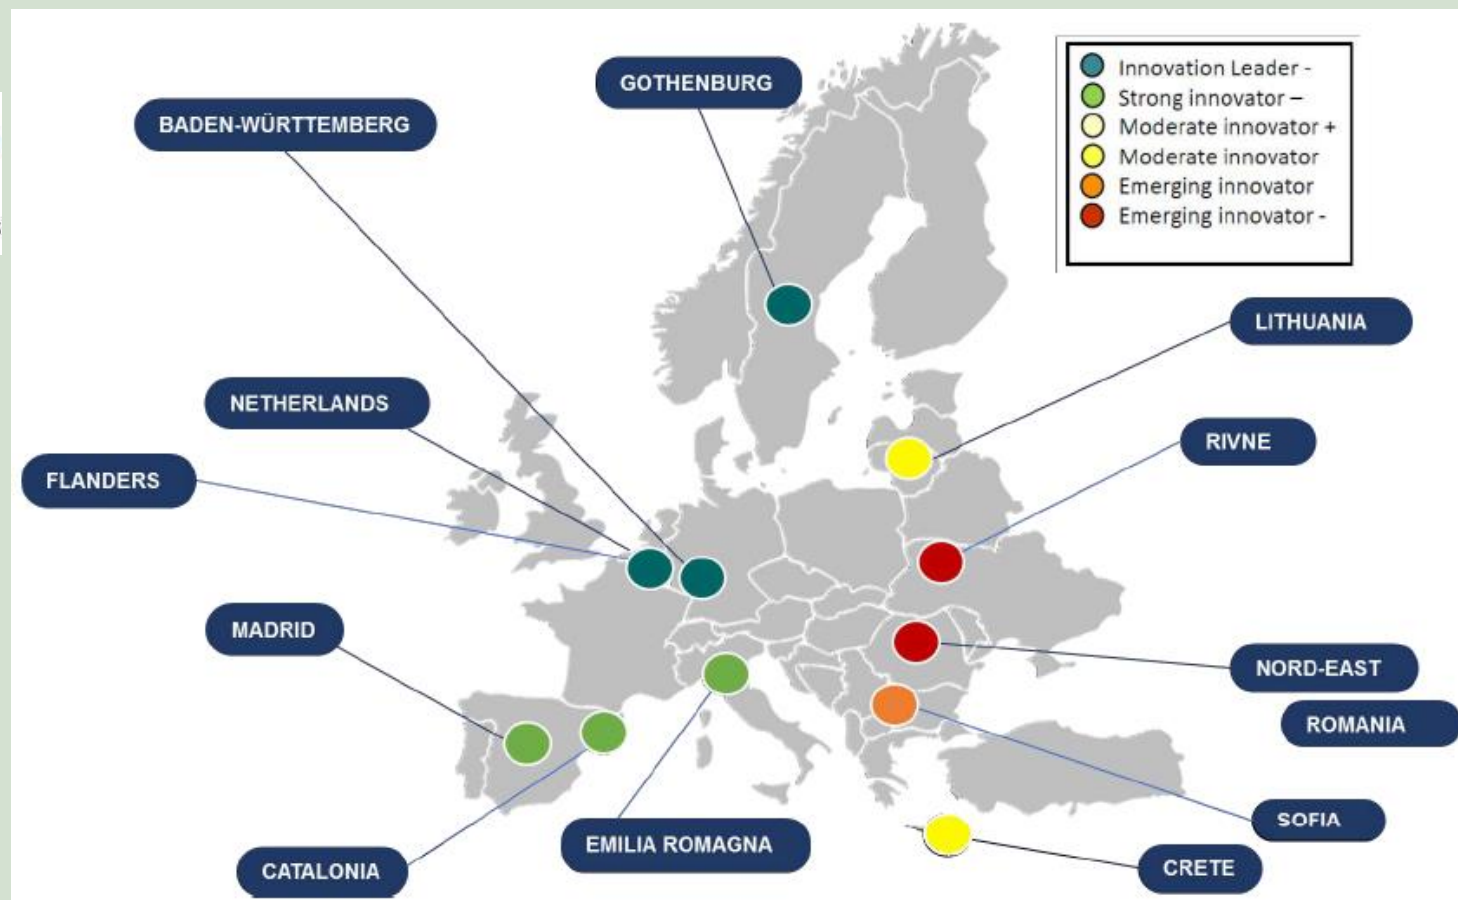 GOTHENBURG
BADEN-WÜRTTEMBERG
Innovation Leader -
Strong innovator –
Moderate innovator +
Moderate innovator
Emerging innovator
Emerging innovator -
LITHUANIA
NETHERLANDS
RIVNE
FLANDERS
MADRID
NORD-EAST
ROMANIA
SOFIA
EMILIA ROMAGNA
CRETE
CATALONIA